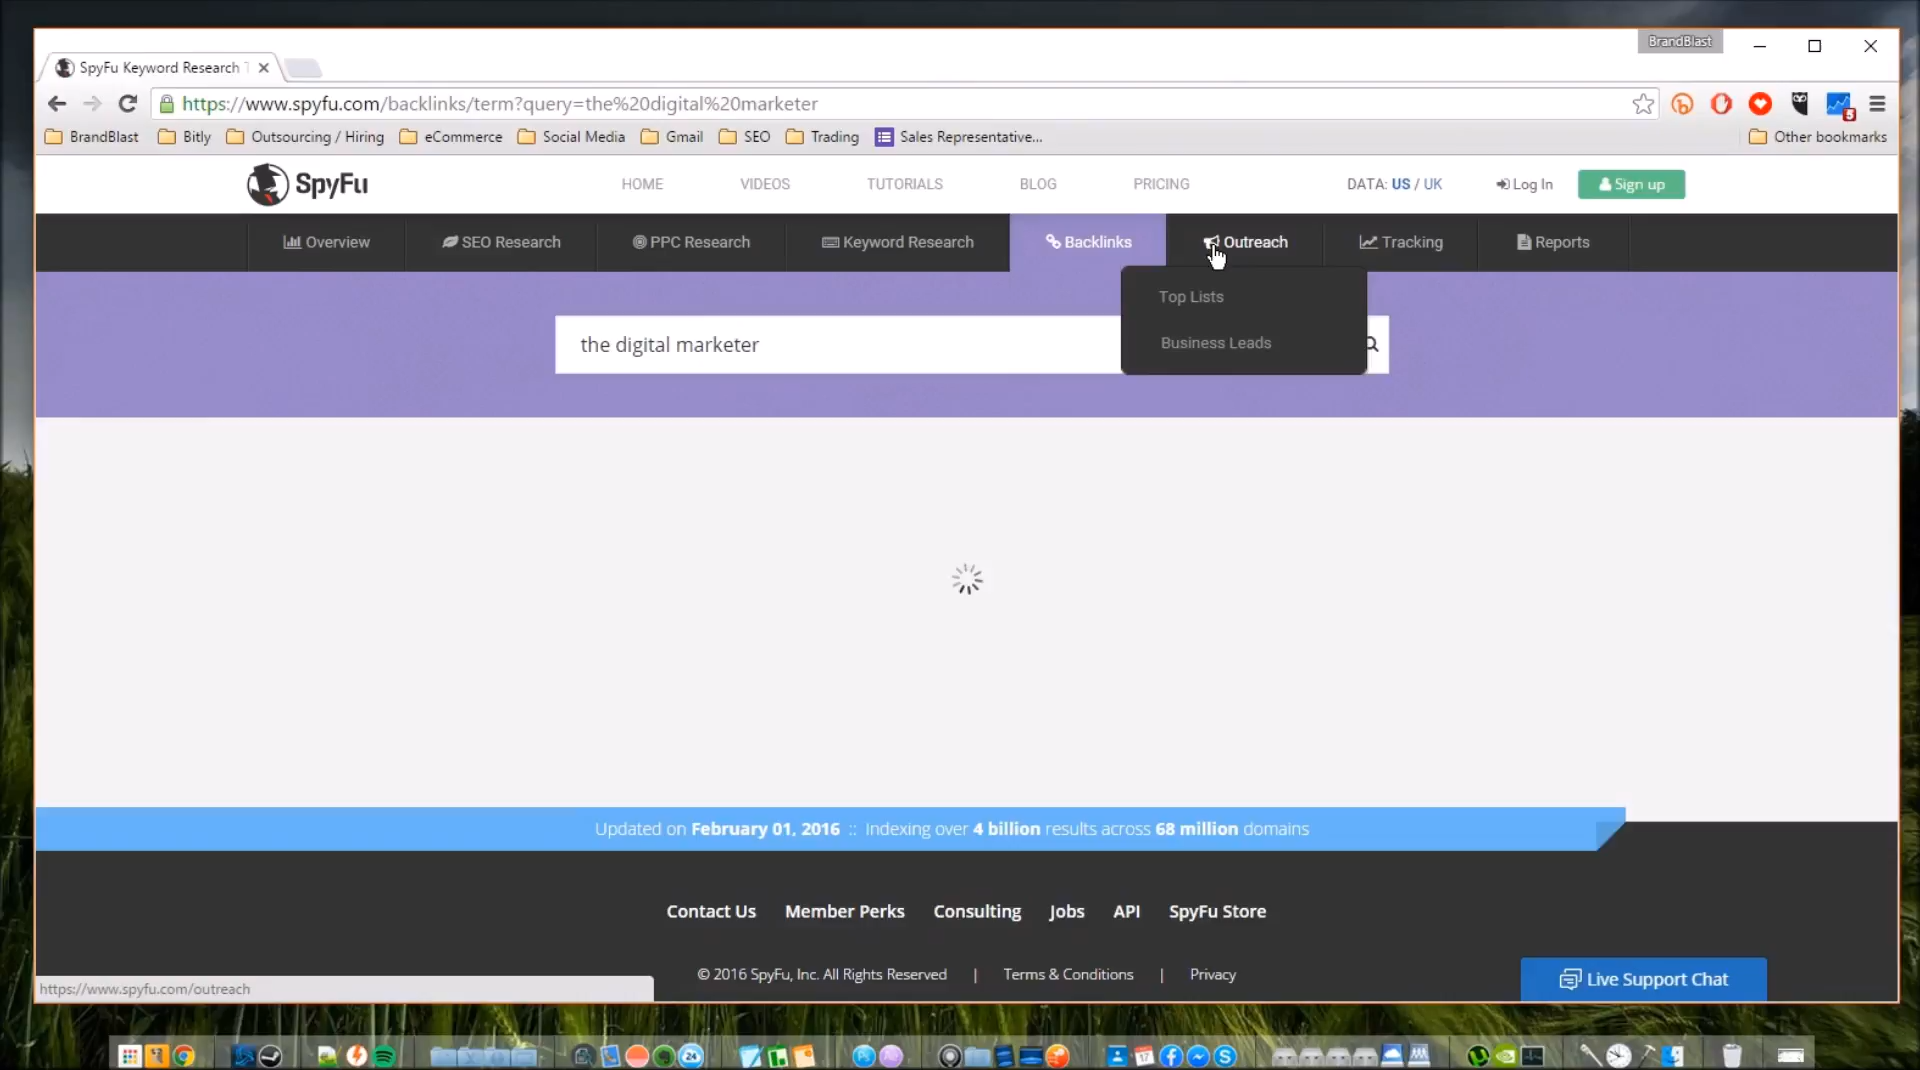 BrandBlast
SpyFu Keyword Research T
https://www.spyfu.com/backlinks/term?query=the%20digital%20marketer
5
BrandBlast Bitly Outsourcing / Hiring eCommerce Social Media Gmail SEO Trading Sales Representative... Other bookmarks
SpyFu HOME VIDEOS TUTORIALS BLOG PRICING DATA: US / UK Log In Sign up
Overview SEO Research PPC Research Keyword Research Backlinks Outreach Tracking Reports
Top Lists
Business Leads
the digital marketer
Updated on February 01, 2016 :: Indexing over 4 billion results across 68 million domains
Contact Us Member Perks Consulting Jobs API SpyFu Store
© 2016 SpyFu, Inc. All Rights Reserved | Terms & Conditions | Privacy
Live Support Chat
https://www.spyfu.com/outreach
24 17